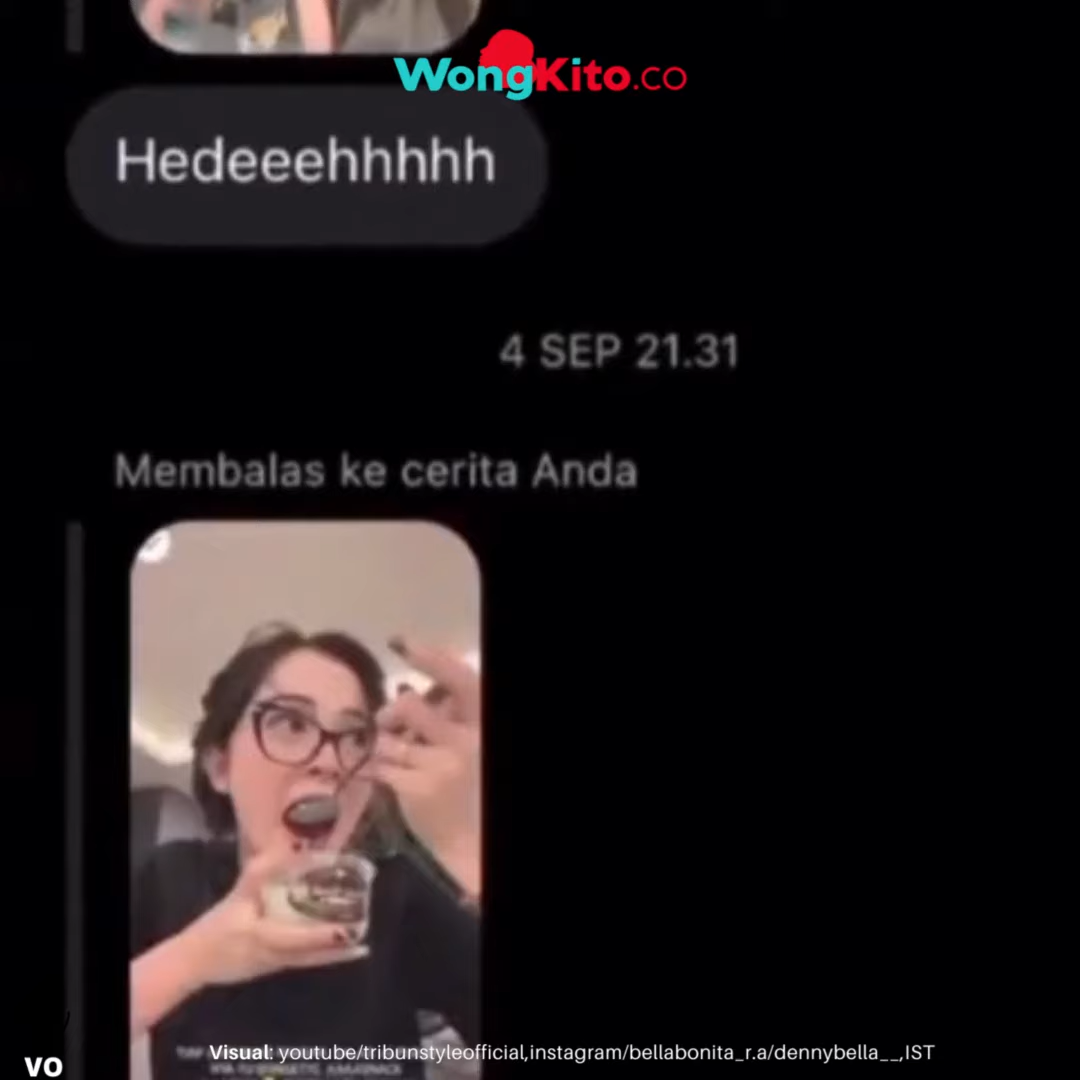 WongKito.co
Hedeeehhhhh
4 SEP 21.31
Membalas ke cerita Anda
Visual: youtube/tribunstyleofficial,instagram/bellabonita_r.a/dennybella__,IST
VO